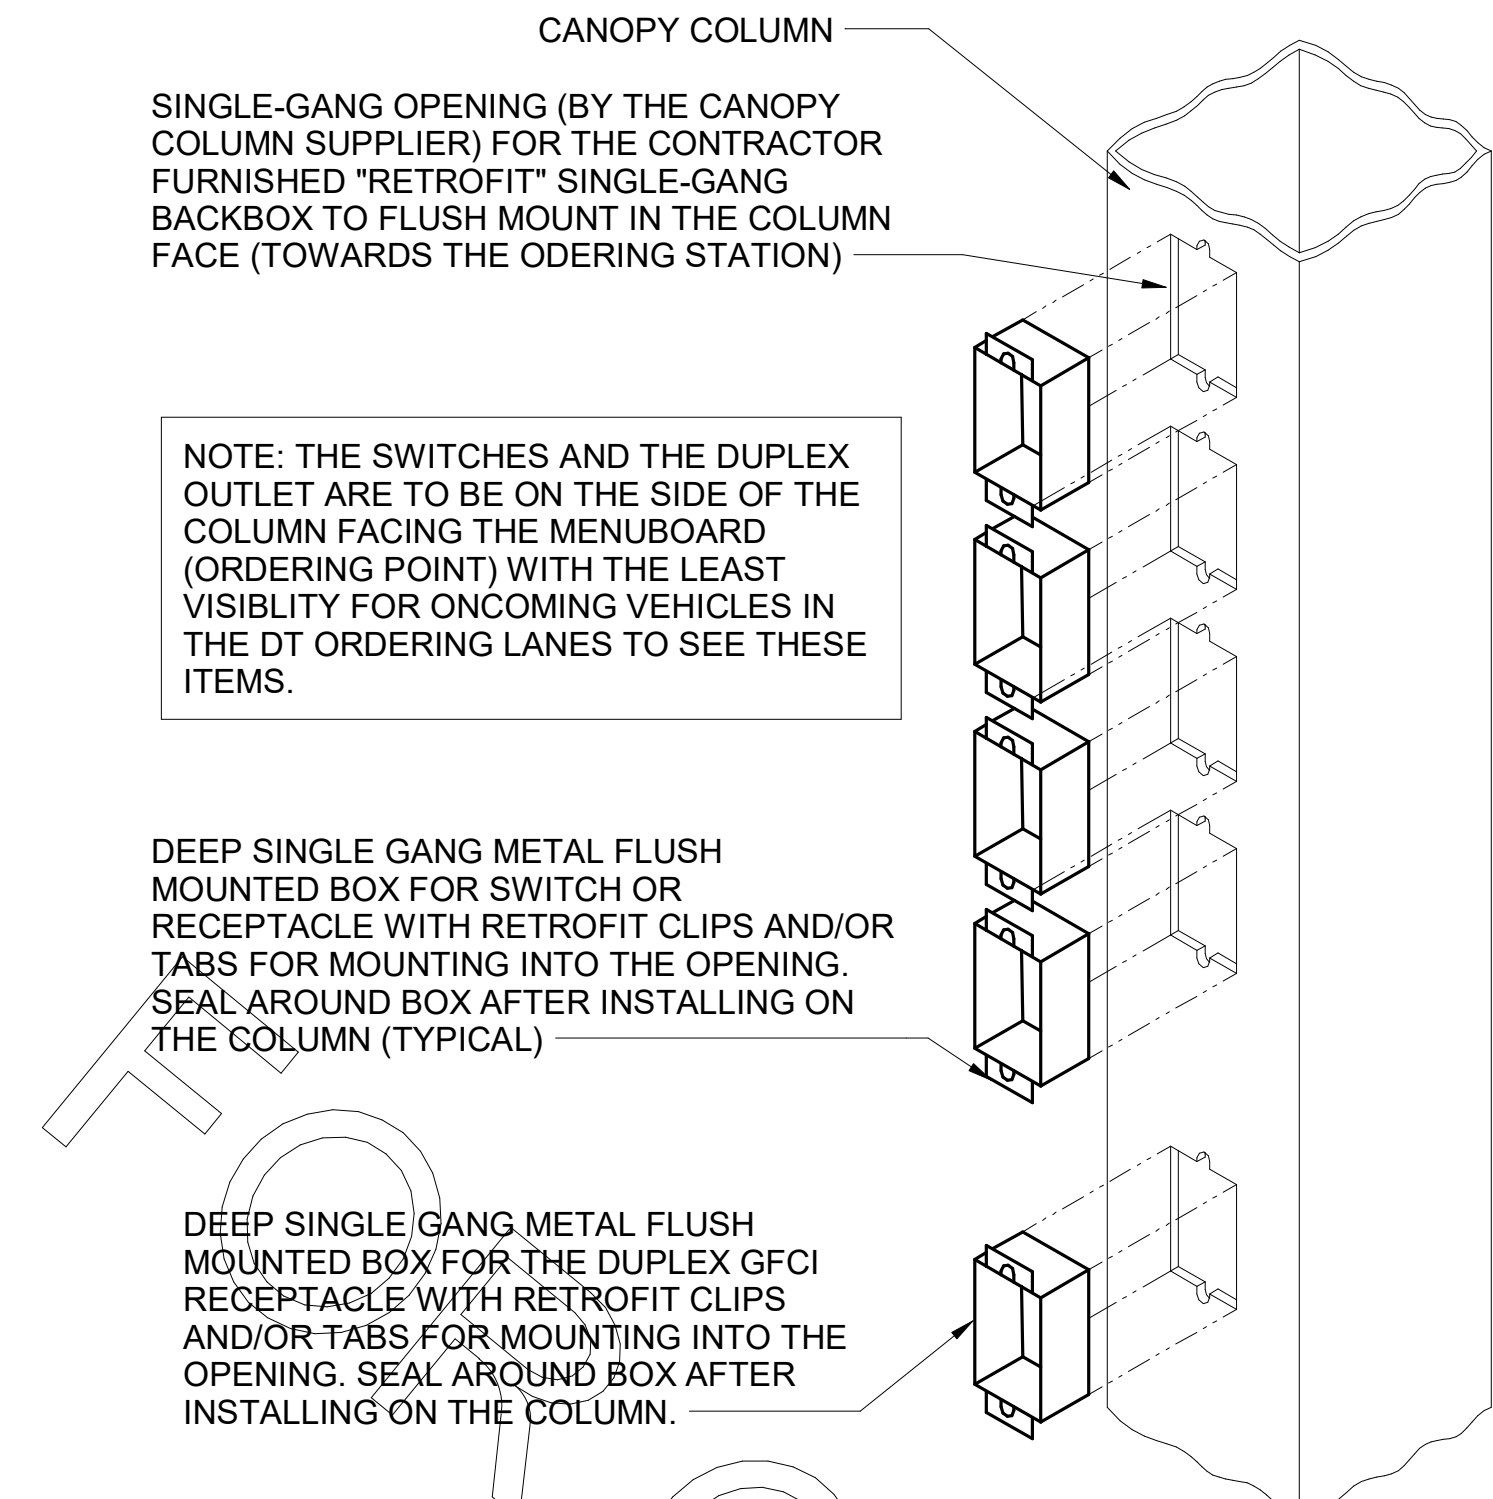 CANOPY COLUMN
SINGLE-GANG OPENING (BY THE CANOPY
COLUMN SUPPLIER) FOR THE CONTRACTOR
FURNISHED "RETROFIT" SINGLE-GANG
BACKBOX TO FLUSH MOUNT IN THE COLUMN
FACE (TOWARDS THE ODERING STATION)
NOTE: THE SWITCHES AND THE DUPLEX
OUTLET ARE TO BE ON THE SIDE OF THE
COLUMN FACING THE MENUBOARD
(ORDERING POINT) WITH THE LEAST
VISIBLITY FOR ONCOMING VEHICLES IN
THE DT ORDERING LANES TO SEE THESE
ITEMS.
DEEP SINGLE GANG METAL FLUSH
MOUNTED BOX FOR SWITCH OR
RECEPTACLE WITH RETROFIT CLIPS AND/OR
TABS FOR MOUNTING INTO THE OPENING.
SEAL AROUND BOX AFTER INSTALLING ON
THE COLUMN (TYPICAL)
DEEP SINGLE GANG METAL FLUSH
MOUNTED BOX FOR THE DUPLEX GFCI
RECEPTACLE WITH RETROFIT CLIPS
AND/OR TABS FOR MOUNTING INTO THE
OPENING. SEAL AROUND BOX AFTER
INSTALLING ON THE COLUMN.
FOR